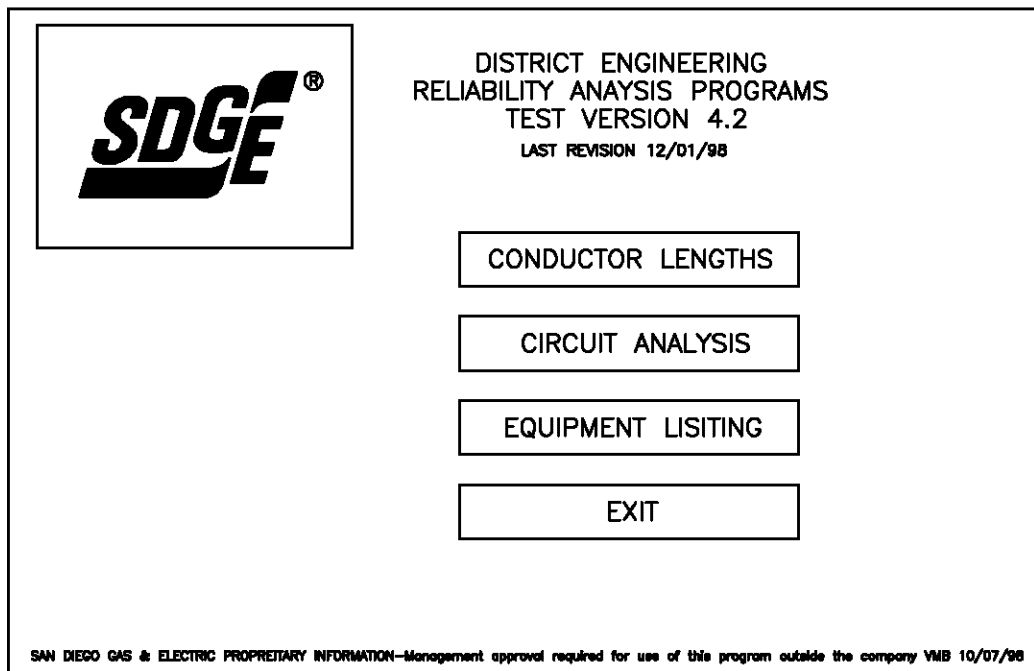 SDGE®
DISTRICT ENGINEERING
RELIABILITY ANAYSIS PROGRAMS
TEST VERSION 4.2
LAST REVISION 12/01/98
CONDUCTOR LENGTHS
CIRCUIT ANALYSIS
EQUIPMENT LISITING
EXIT
SAN DIEGO GAS & ELECTRIC PROPREITARY INFORMATION—Management approval required for use of this program outside the company VMB 10/07/98